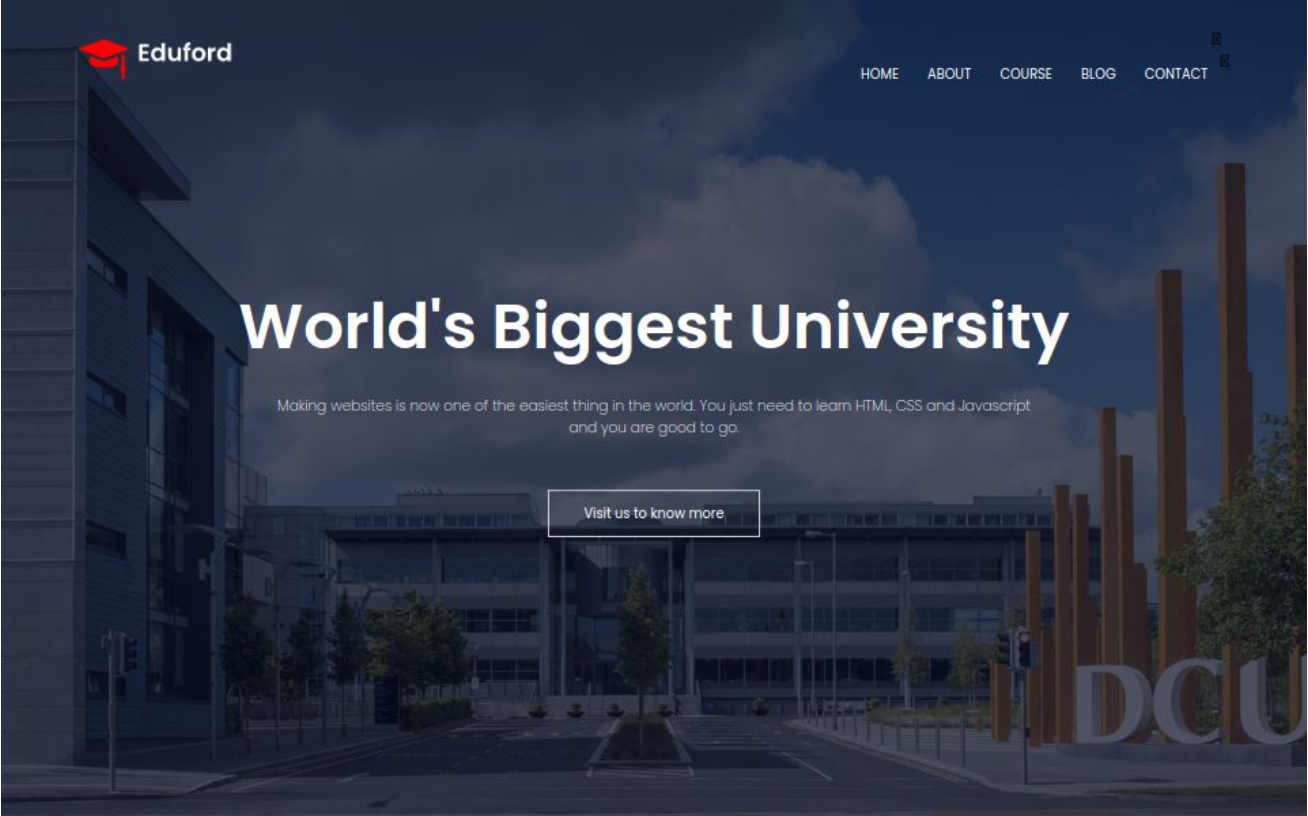 Eduford
HOME ABOUT COURSE BLOG CONTACT
World's Biggest University
Making websites is now one of the easiest thing in the world. You just need to learn HTML, CSS and Javascript
and you are good to go.
Visit us to know more
DCU